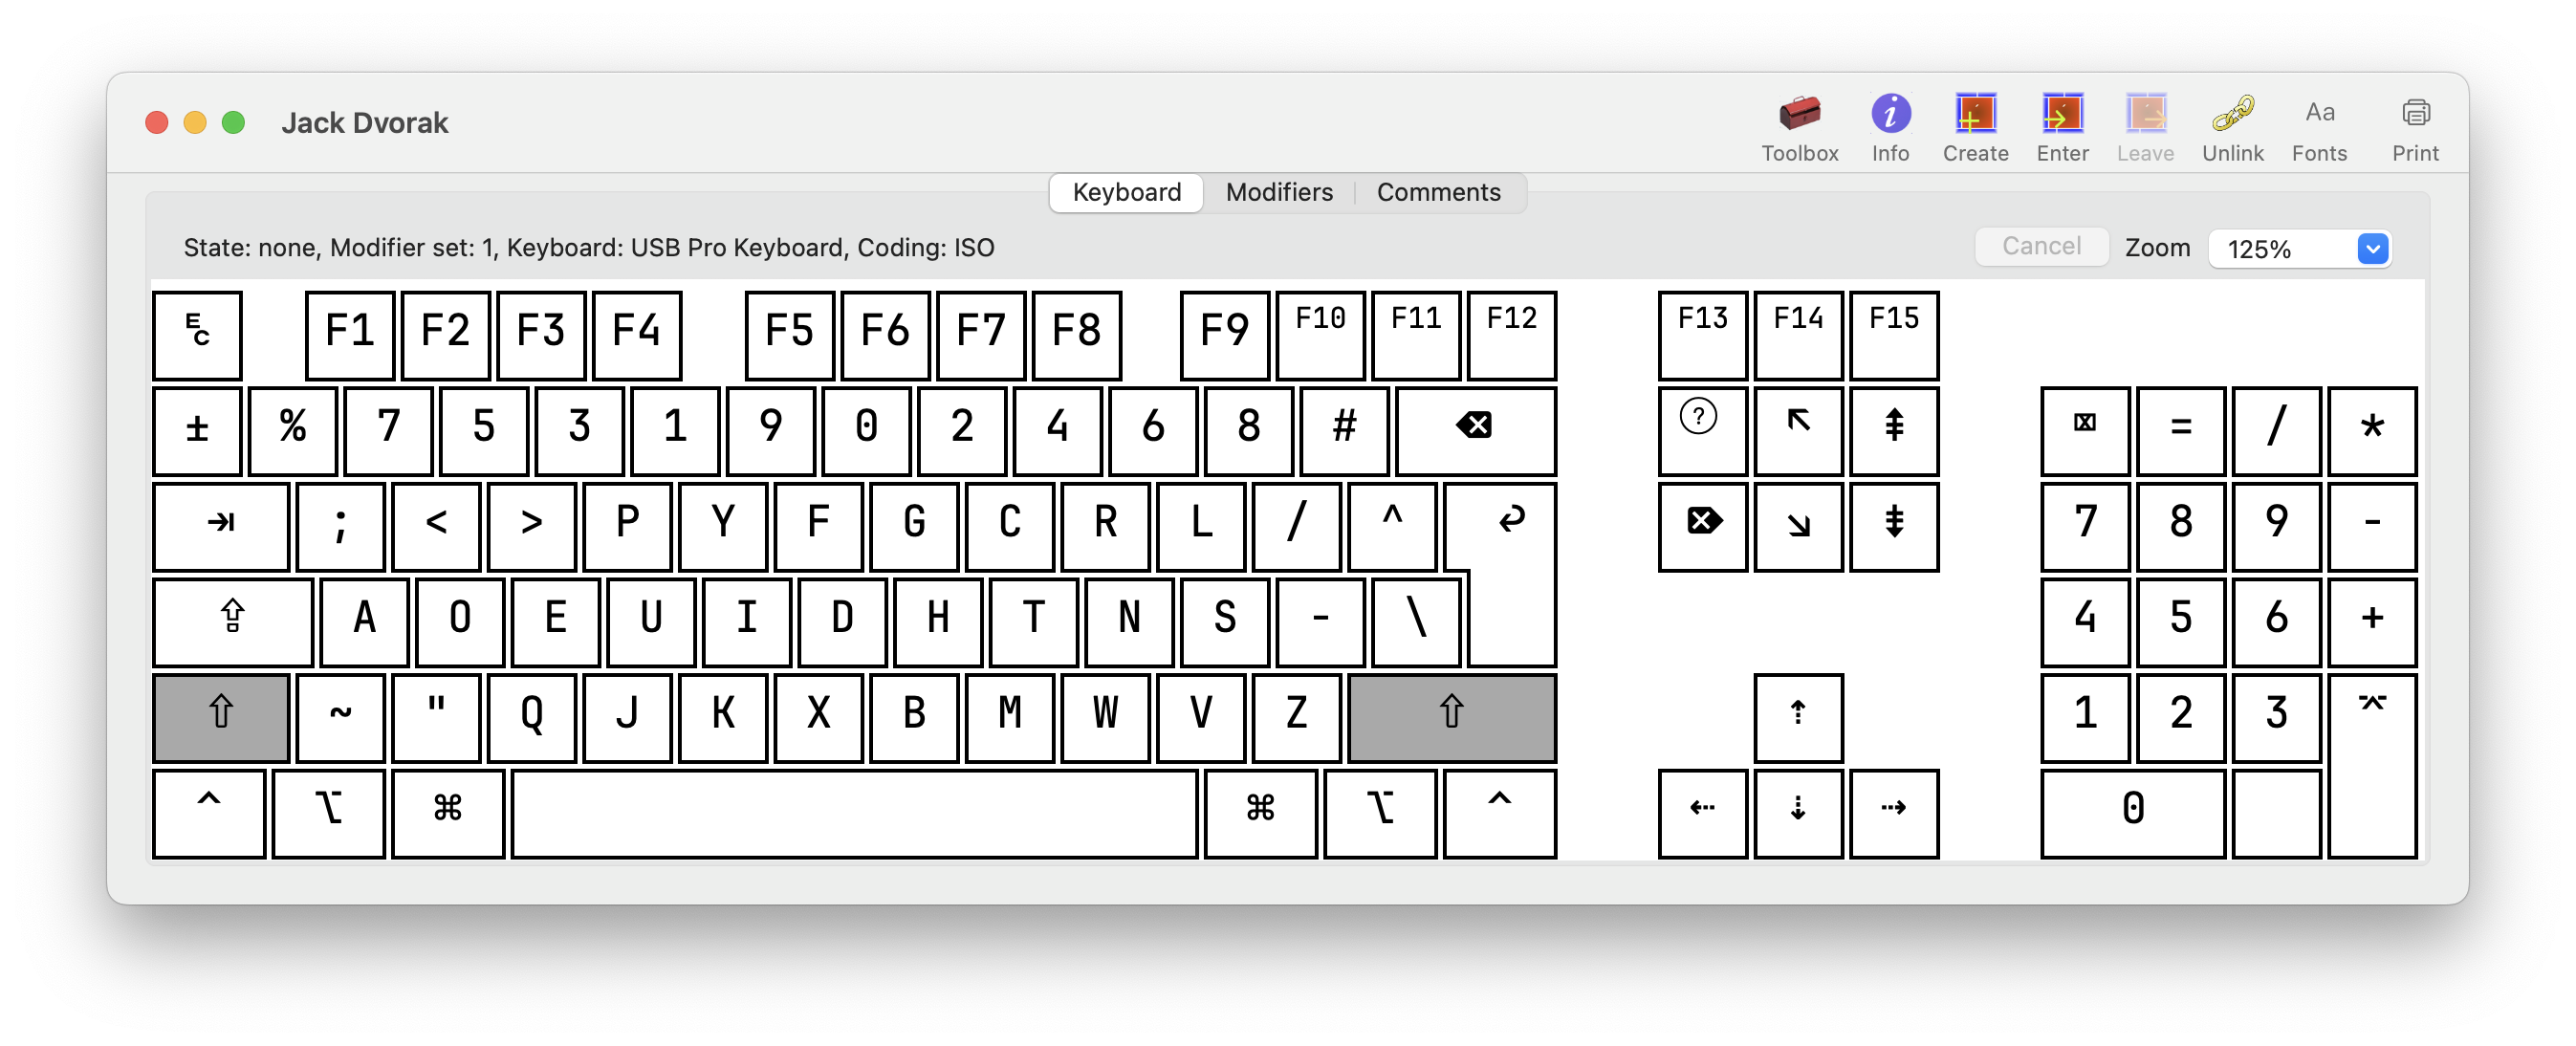 Jack Dvorak
Toolbox Info Create Enter Leave Unlink Aa Fonts Print
Keyboard Modifiers Comments
State: none, Modifier set: 1, Keyboard: USB Pro Keyboard, Coding: ISO
Cancel Zoom 125%
E C F1 F2 F3 F4 F5 F6 F7 F8 F9 F10 F11 F12 F13 F14 F15
± % 7 5 3 1 9 0 2 4 6 8 # ⌫ ? ↖ ⇞ ⌧ = / *
⇥ ; < > P Y F G C R L / ^ ↩ ⌦ ↘ ⇟ 7 8 9 -
⇪ A O E U I D H T N S - \ 4 5 6 +
⇧ ~ " Q J K X B M W V Z ⇧ ⇡ 1 2 3 ⌤
^ ⌥ ⌘ ⌘ ⌥ ^ ⇠ ⇣ ⇢ 0